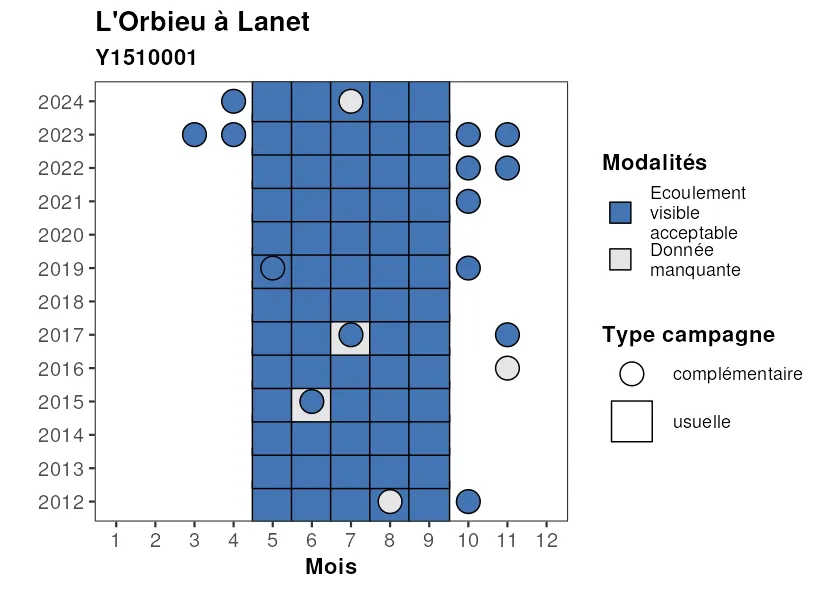 L'Orbieu à Lanet
Y1510001
2024
2023
2022
2021
2020
2019
2018
2017
2016
2015
2014
2013
2012
1 2 3 4 5 6 7 8 9 10 11 12
Mois
Modalités
Ecoulement
visible
acceptable
Donnée
manquante
Type campagne
complémentaire
usuelle